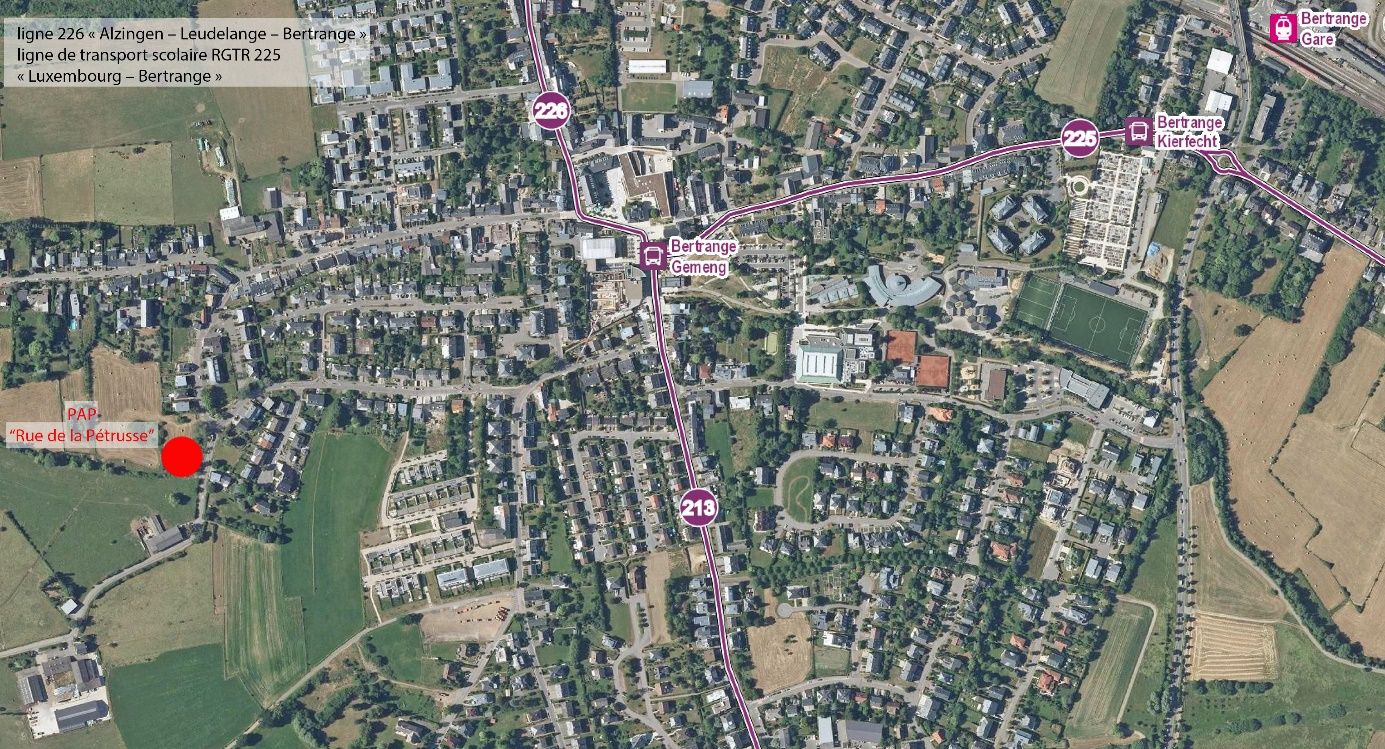 ligne 226 « Alzingen – Leudelange – Bertrange »
ligne de transport scolaire RGTR 225
« Luxembourg – Bertrange »
Bertrange
Gare
226
225
Bertrange
Kierfecht
Bertrange
Gemeng
PAP
“Rue de la Pétrusse”
213